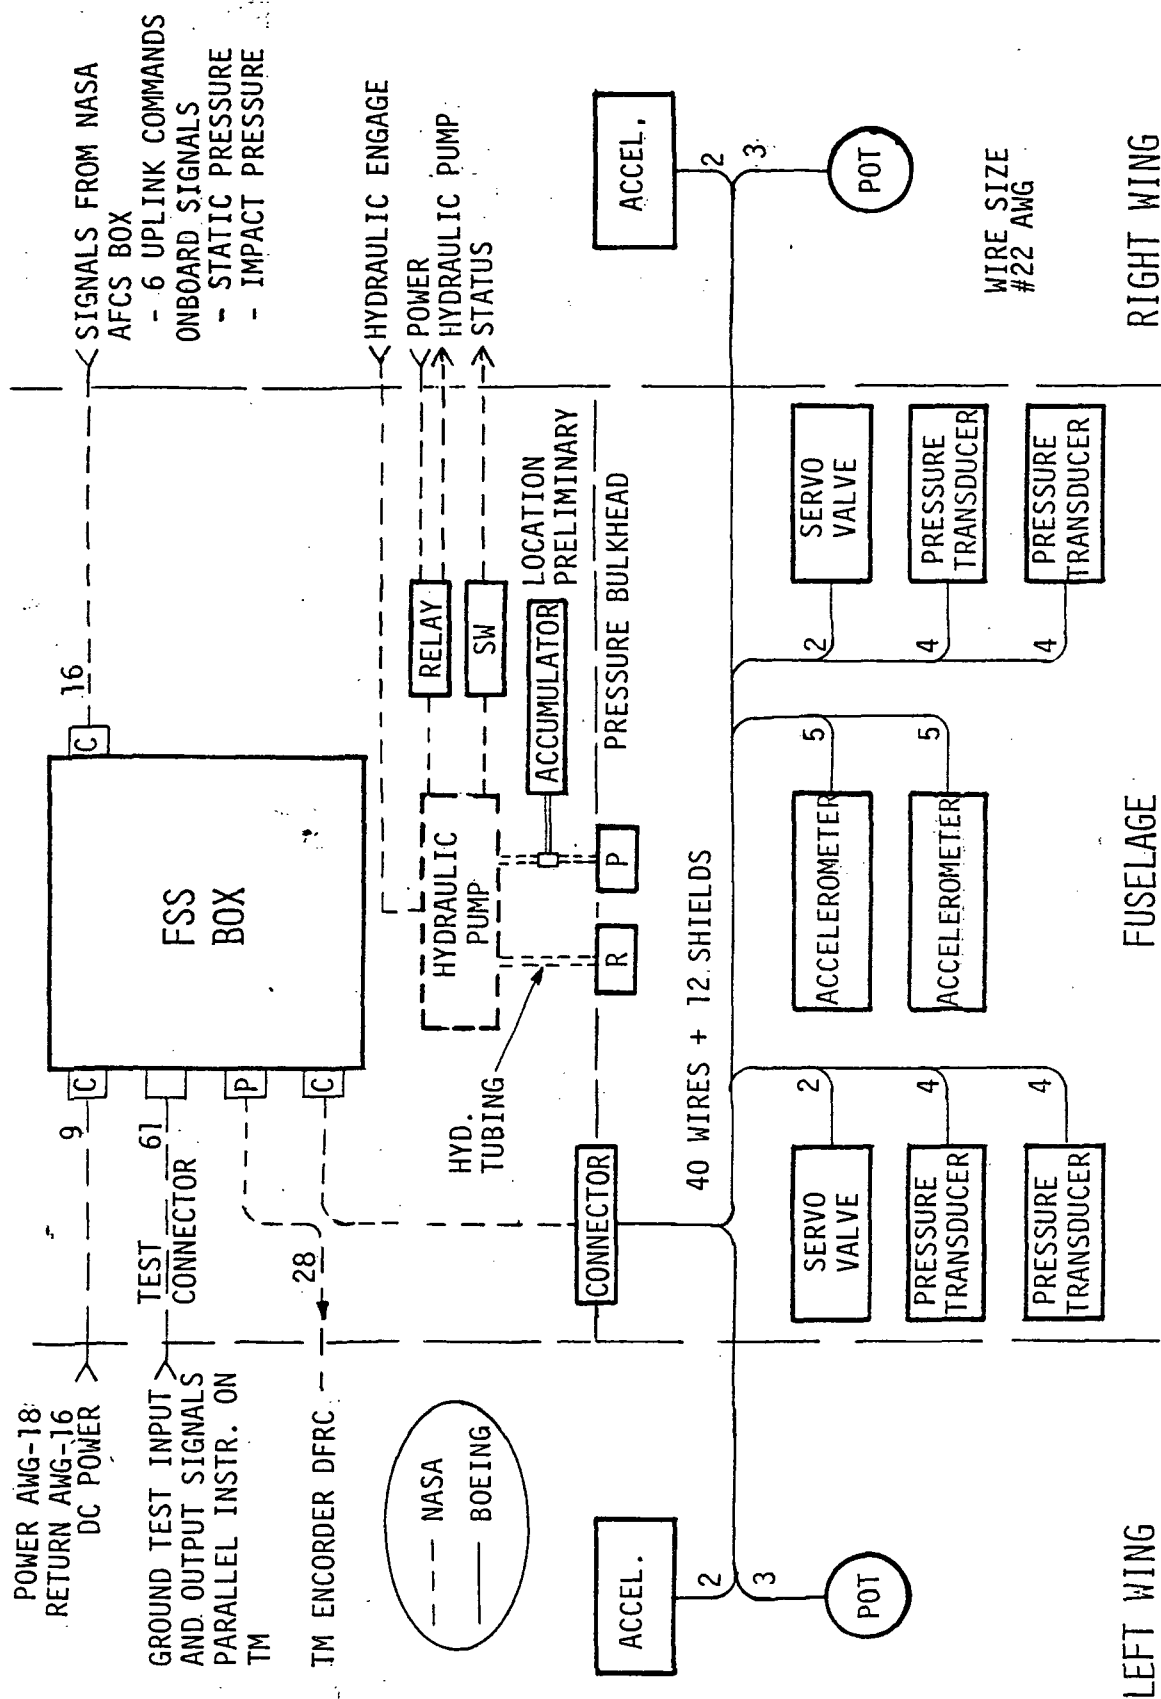 POWER AWG-18
RETURN AWG-16
DC POWER
GROUND TEST INPUT
AND OUTPUT SIGNALS
PARALLEL INSTR. ON
TM
TM ENCORDER DFRC
NASA
BOEING
9
TEST
CONNECTOR
61
28
C
P
C
FSS
BOX
C
16
SIGNALS FROM NASA
AFCS BOX
- 6 UPLINK COMMANDS
ONBOARD SIGNALS
- STATIC PRESSURE
- IMPACT PRESSURE
HYDRAULIC ENGAGE
POWER
HYDRAULIC PUMP
STATUS
HYDRAULIC
PUMP
RELAY
SW
ACCUMULATOR
LOCATION
PRELIMINARY
HYD.
TUBING
R
P
PRESSURE BULKHEAD
CONNECTOR
40 WIRES + 12 SHIELDS
ACCEL.
2
3
POT
SERVO
VALVE
2
PRESSURE
TRANSDUCER
4
PRESSURE
TRANSDUCER
4
ACCELEROMETER
5
ACCELEROMETER
5
2
SERVO
VALVE
4
PRESSURE
TRANSDUCER
4
PRESSURE
TRANSDUCER
ACCEL.
2
3
POT
WIRE SIZE
#22 AWG
LEFT WING
FUSELAGE
RIGHT WING